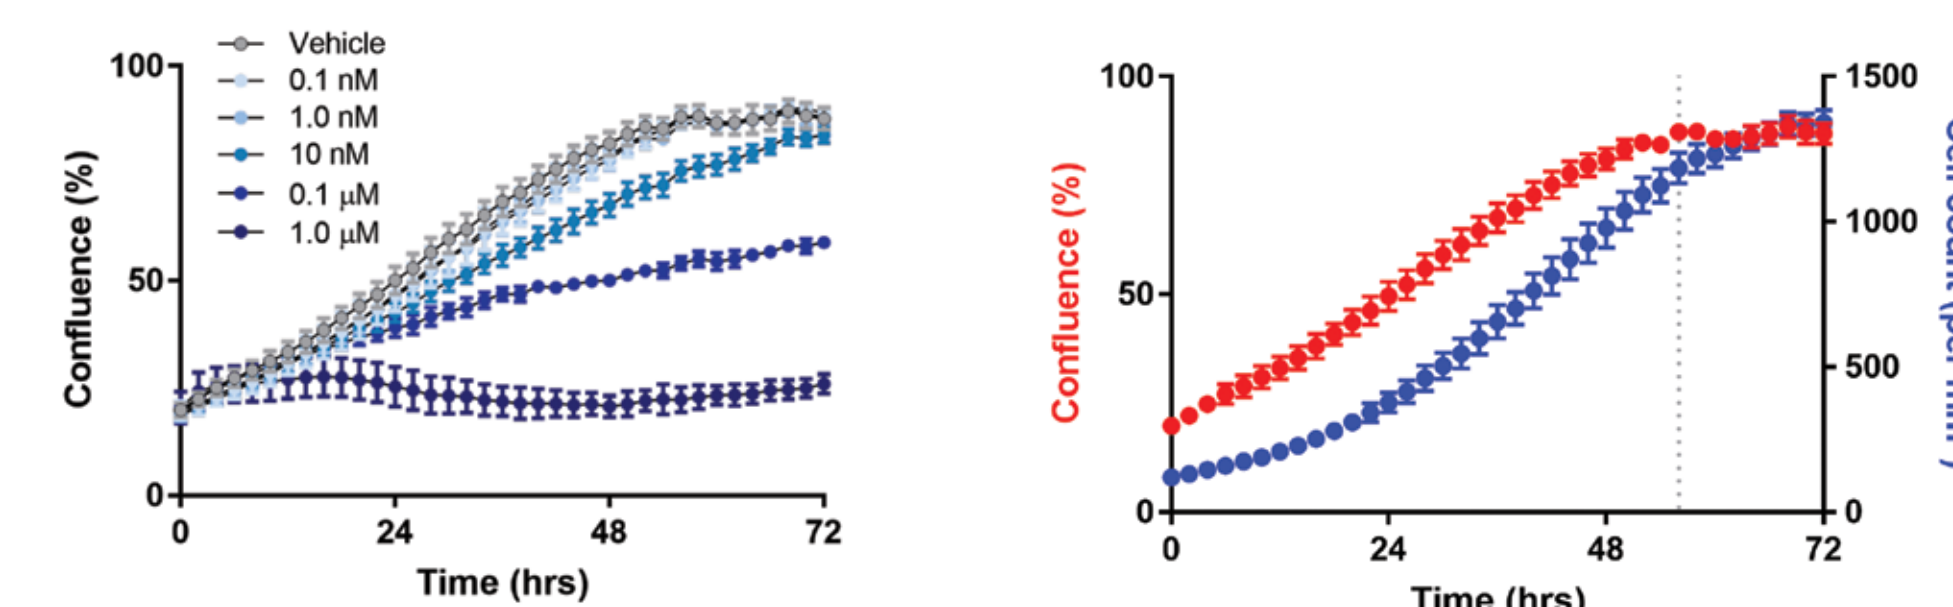 Vehicle
0.1 nM
1.0 nM
10 nM
0.1 μM
1.0 μM
100
50
0
Confluence (%)
0 24 48 72
Time (hrs)
100
50
0
Confluence (%)
1500
1000
500
0
0 24 48 72
Time (hrs)